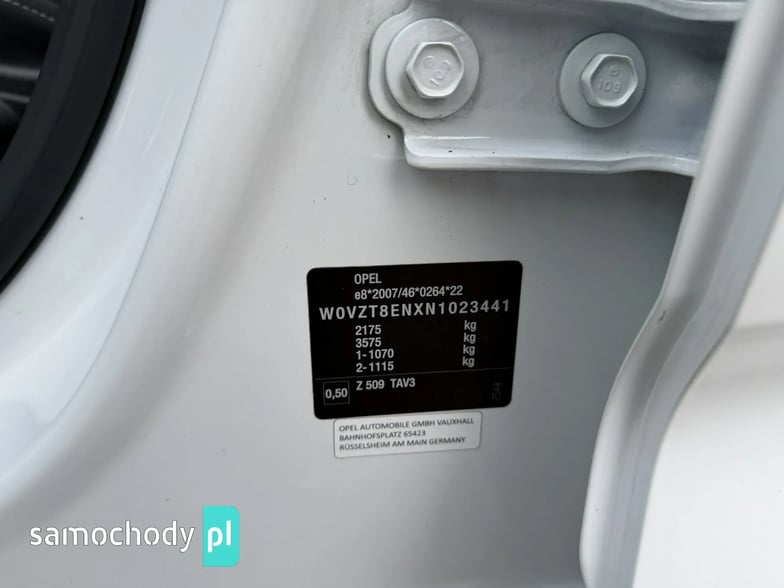 109
OPEL
e8*2007/46*0264*22
W0VZT8ENXN1023441
2175 kg
3575 kg
1-1070 kg
2-1115 kg
0,50 Z 509 TAV3
OPEL AUTOMOBILE GMBH VAUXHALL
BAHNHOFSPLATZ 65423
RÜSSELSHEIM AM MAIN GERMANY
samochody pl